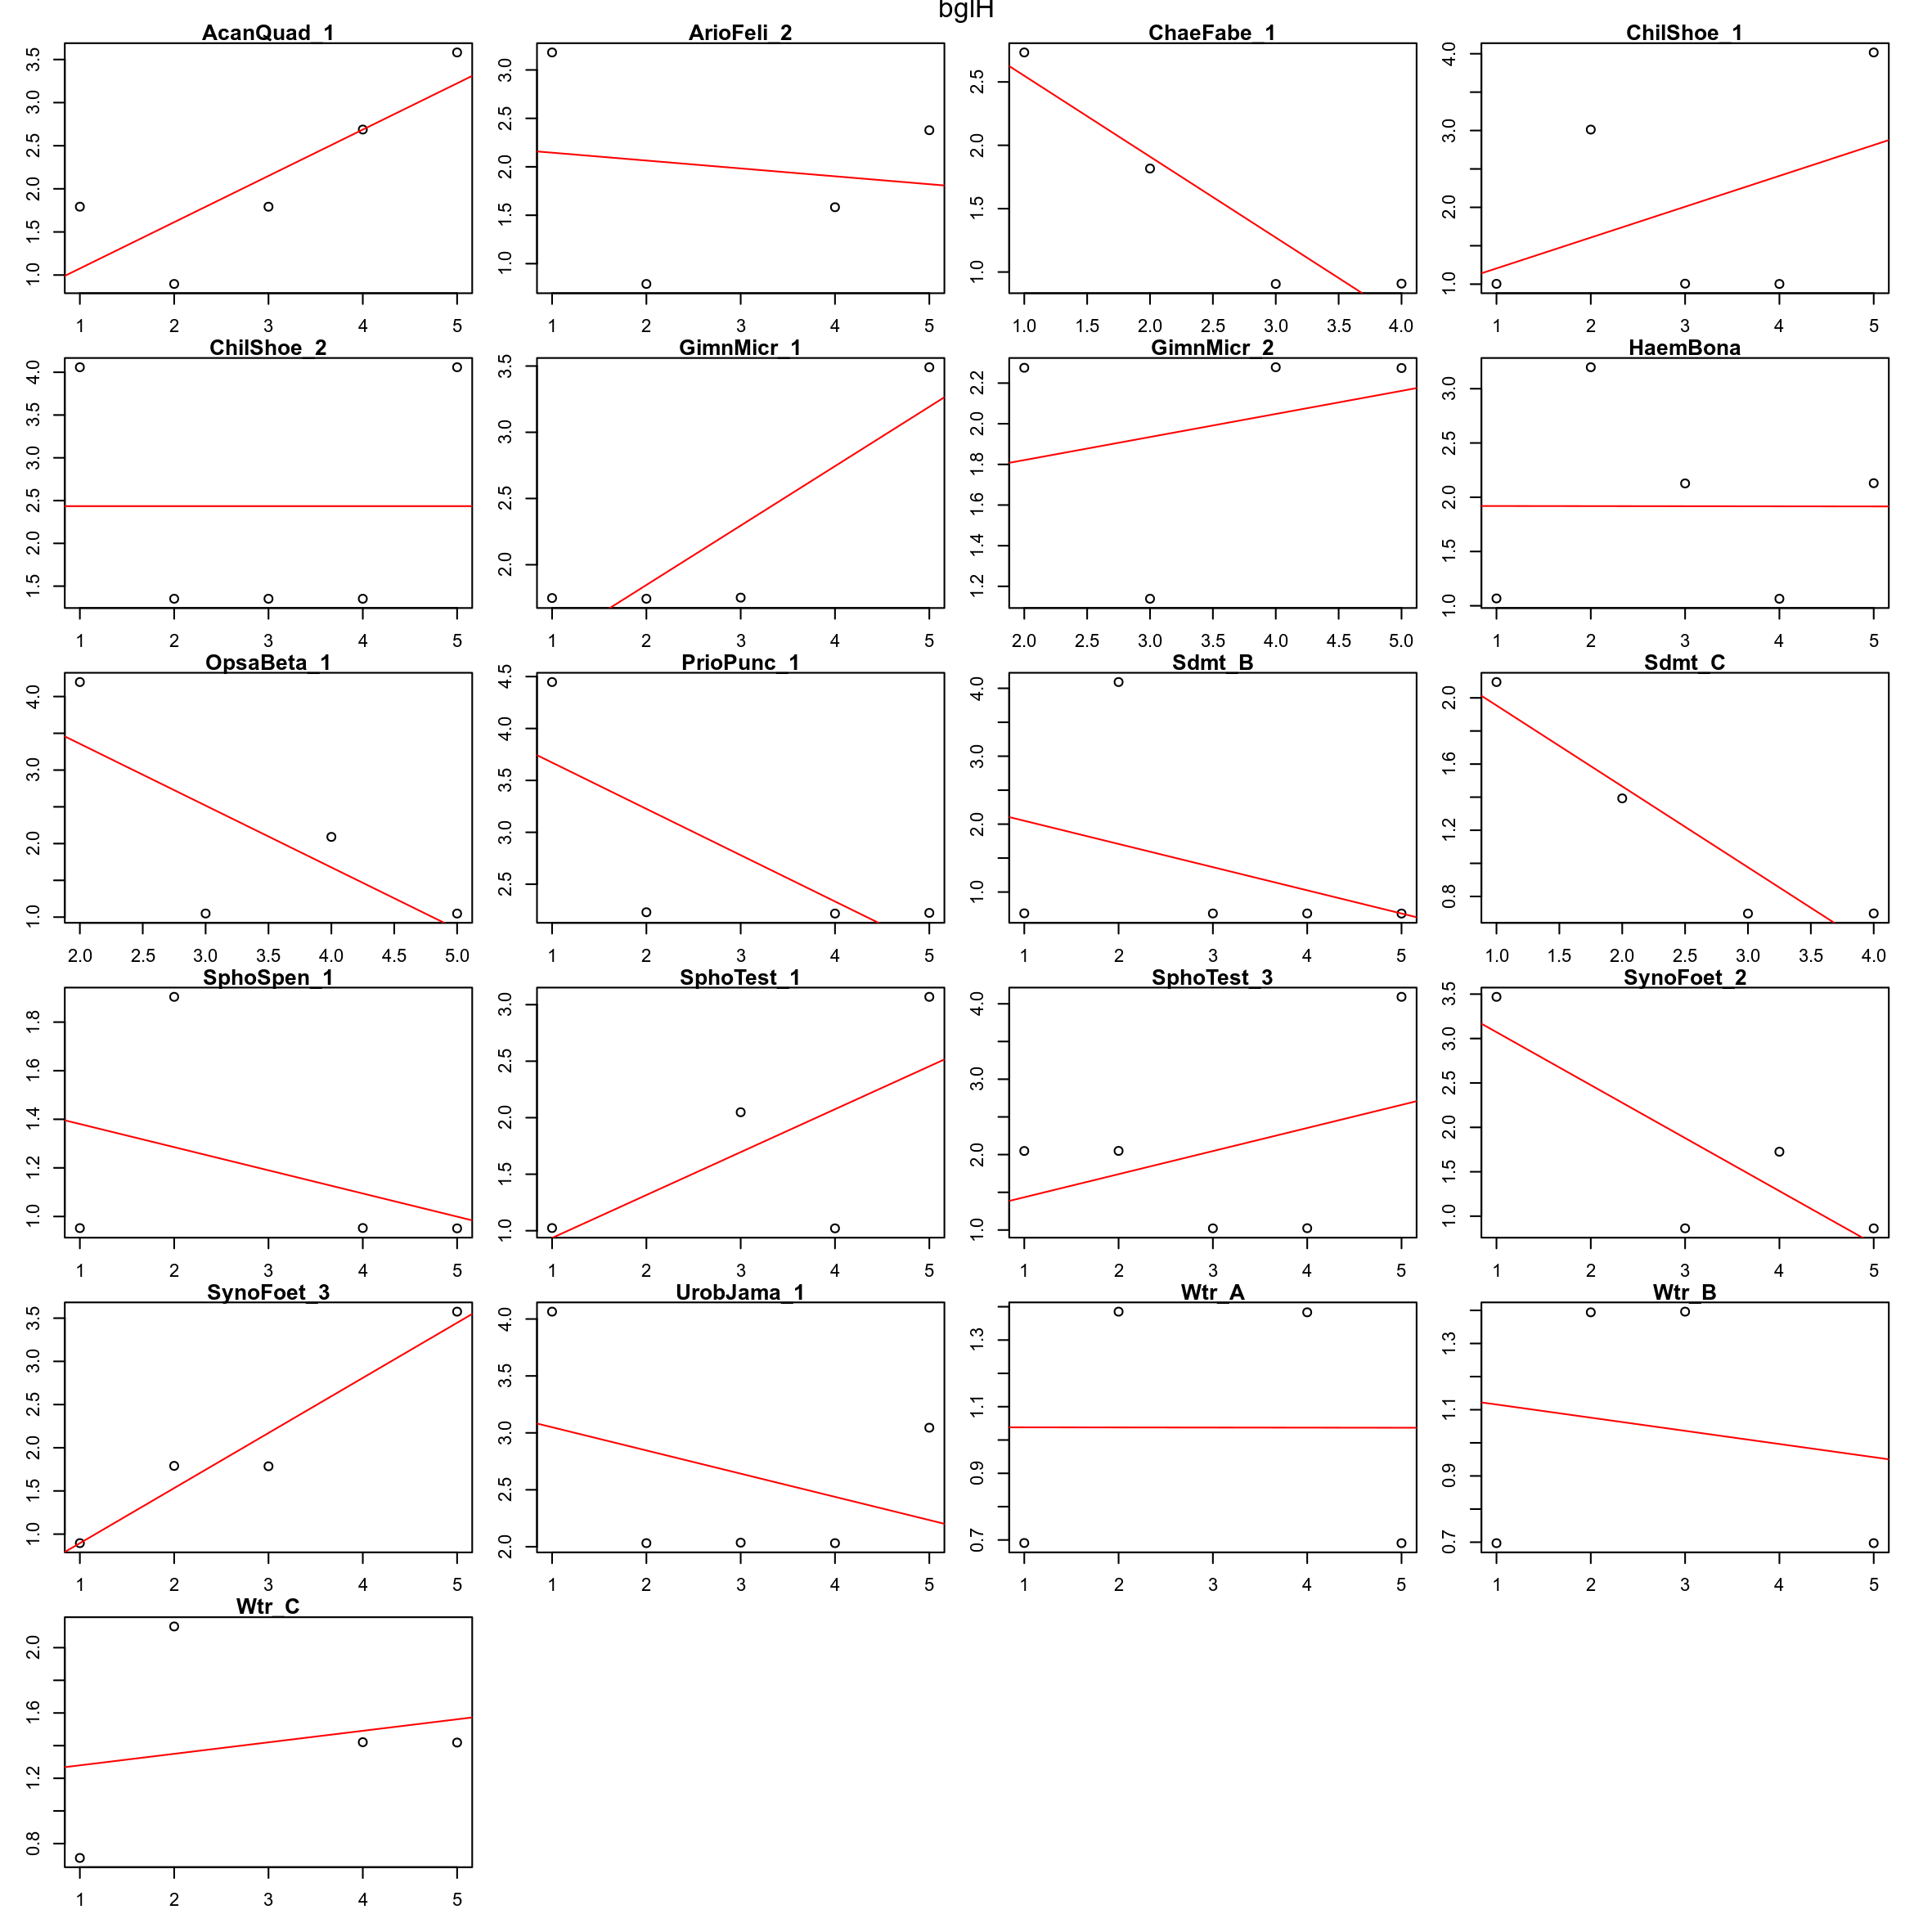 bglH
AcanQuad_1 ArioFeli_2 ChaeFabe_1 ChilShoe_1
1.0 1.5 2.0 2.5 3.0 3.5
1.0 1.5 2.0 2.5 3.0
1.0 1.5 2.0 2.5
1.0 2.0 3.0 4.0
1 2 3 4 5
1 2 3 4 5
1.0 1.5 2.0 2.5 3.0 3.5 4.0
1 2 3 4 5
ChilShoe_2 GimnMicr_1 GimnMicr_2 HaemBona
1.5 2.0 2.5 3.0 3.5 4.0
2.0 2.5 3.0 3.5
1.2 1.4 1.6 1.8 2.0 2.2
1.0 1.5 2.0 2.5 3.0
1 2 3 4 5
1 2 3 4 5
2.0 2.5 3.0 3.5 4.0 4.5 5.0
1 2 3 4 5
OpsaBeta_1 PrioPunc_1 Sdmt_B Sdmt_C
1.0 2.0 3.0 4.0
2.5 3.0 3.5 4.0 4.5
1.0 2.0 3.0 4.0
0.8 1.2 1.6 2.0
2.0 2.5 3.0 3.5 4.0 4.5 5.0
1 2 3 4 5
1 2 3 4 5
1.0 1.5 2.0 2.5 3.0 3.5 4.0
SphoSpen_1 SphoTest_1 SphoTest_3 SynoFoet_2
1.0 1.2 1.4 1.6 1.8
1.0 1.5 2.0 2.5 3.0
1.0 2.0 3.0 4.0
1.0 1.5 2.0 2.5 3.0 3.5
1 2 3 4 5
1 2 3 4 5
1 2 3 4 5
1 2 3 4 5
SynoFoet_3 UrobJama_1 Wtr_A Wtr_B
1.0 1.5 2.0 2.5 3.0 3.5
2.0 2.5 3.0 3.5 4.0
0.7 0.9 1.1 1.3
0.7 0.9 1.1 1.3
1 2 3 4 5
1 2 3 4 5
1 2 3 4 5
1 2 3 4 5
Wtr_C
0.8 1.2 1.6 2.0
1 2 3 4 5